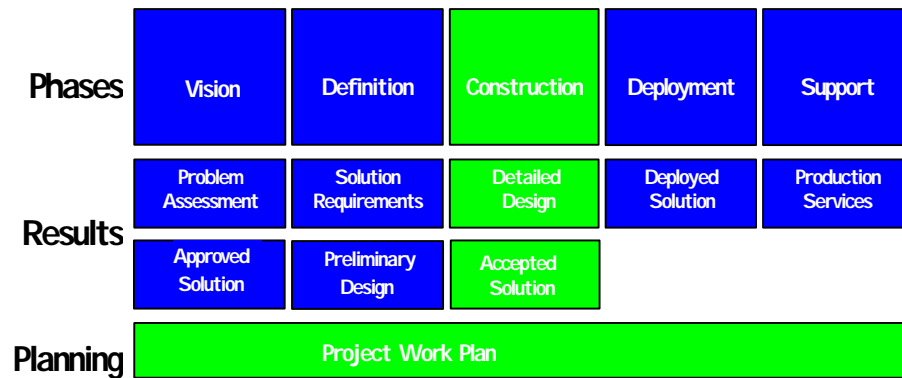 Phases
Vision
Definition
Construction
Deployment
Support
Results
Problem
Assessment
Solution
Requirements
Detailed
Design
Deployed
Solution
Production
Services
Approved
Solution
Preliminary
Design
Accepted
Solution
Planning
Project Work Plan